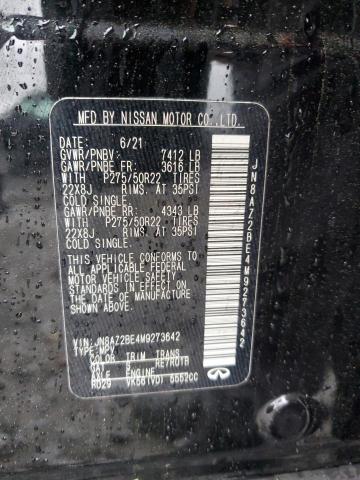 MFD BY NISSAN MOTOR CO.,LTD.
DATE: 6/21
GVWR/PNBV: 7412 LB
GAWR/PNBE FR: 3616 LB
WITH P275/50R22 TIRES
22X8J RIMS, AT 35PSI
COLD SINGLE
GAWR/PNBE RR: 4343 LB
WITH P275/50R22 TIRES
22X8J RIMS, AT 35PSI
COLD SINGLE
THIS VEHICLE CONFORMS TO
ALL APPLICABLE FEDERAL
MOTOR VEHICLE SAFETY
STANDARDS IN EFFECT ON
THE DATE OF MANUFACTURE
SHOWN ABOVE.
VIN: JN8AZ2BE4M9273642
TYPE: MPV
COLOR TRIM TRANS
RE7R01B
AXLE ENGINE
RD29 VK56(VD) 5552CC
JN8AZ2BE4M9273642